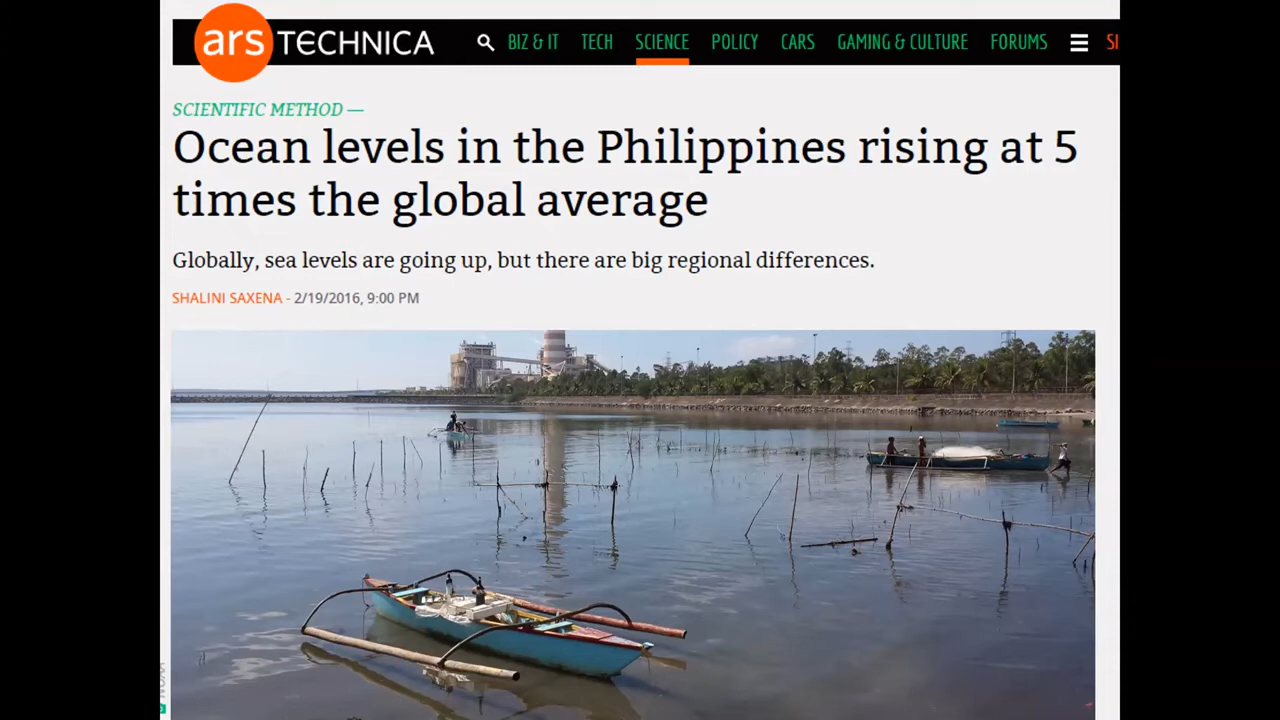 ars TECHNICA BIZ & IT TECH SCIENCE POLICY CARS GAMING & CULTURE FORUMS SI
SCIENTIFIC METHOD —
Ocean levels in the Philippines rising at 5
times the global average
Globally, sea levels are going up, but there are big regional differences.
SHALINI SAXENA - 2/19/2016, 9:00 PM